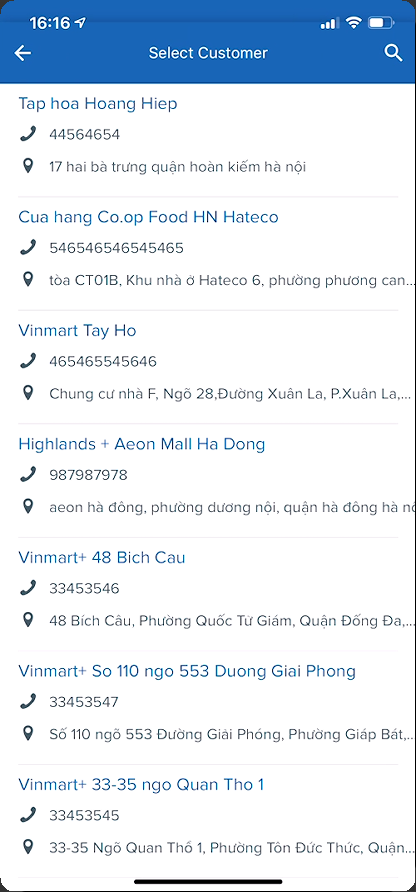 16:16
Select Customer
Tap hoa Hoang Hiep
44564654
17 hai bà trưng quận hoàn kiếm hà nội
Cua hang Co.op Food HN Hateco
546546546545465
tòa CT01B, Khu nhà ở Hateco 6, phường phương can...
Vinmart Tay Ho
465465545646
Chung cư nhà F, Ngõ 28,Đường Xuân La, P.Xuân La,...
Highlands + Aeon Mall Ha Dong
987987978
aeon hà đông, phường dương nội, quận hà đông hà nộ
Vinmart+ 48 Bich Cau
33453546
48 Bích Câu, Phường Quốc Tử Giám, Quận Đống Đa,...
Vinmart+ So 110 ngo 553 Duong Giai Phong
33453547
Số 110 ngõ 553 Đường Giải Phóng, Phường Giáp Bát,...
Vinmart+ 33-35 ngo Quan Tho 1
33453545
33-35 Ngõ Quan Thổ 1, Phường Tôn Đức Thức, Quận...